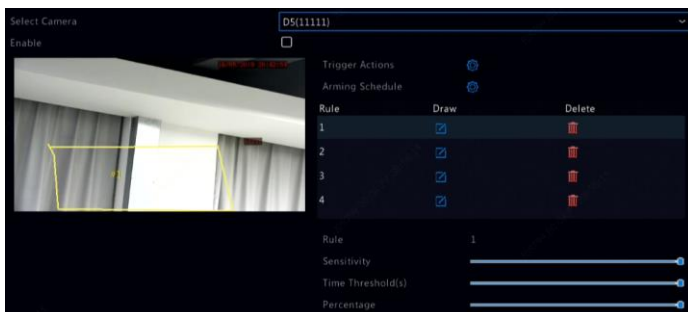 Select Camera D5(11111)
Enable
Trigger Actions
Arming Schedule
Rule Draw Delete
1
2
3
4
Rule 1
Sensitivity
Time Threshold(s)
Percentage